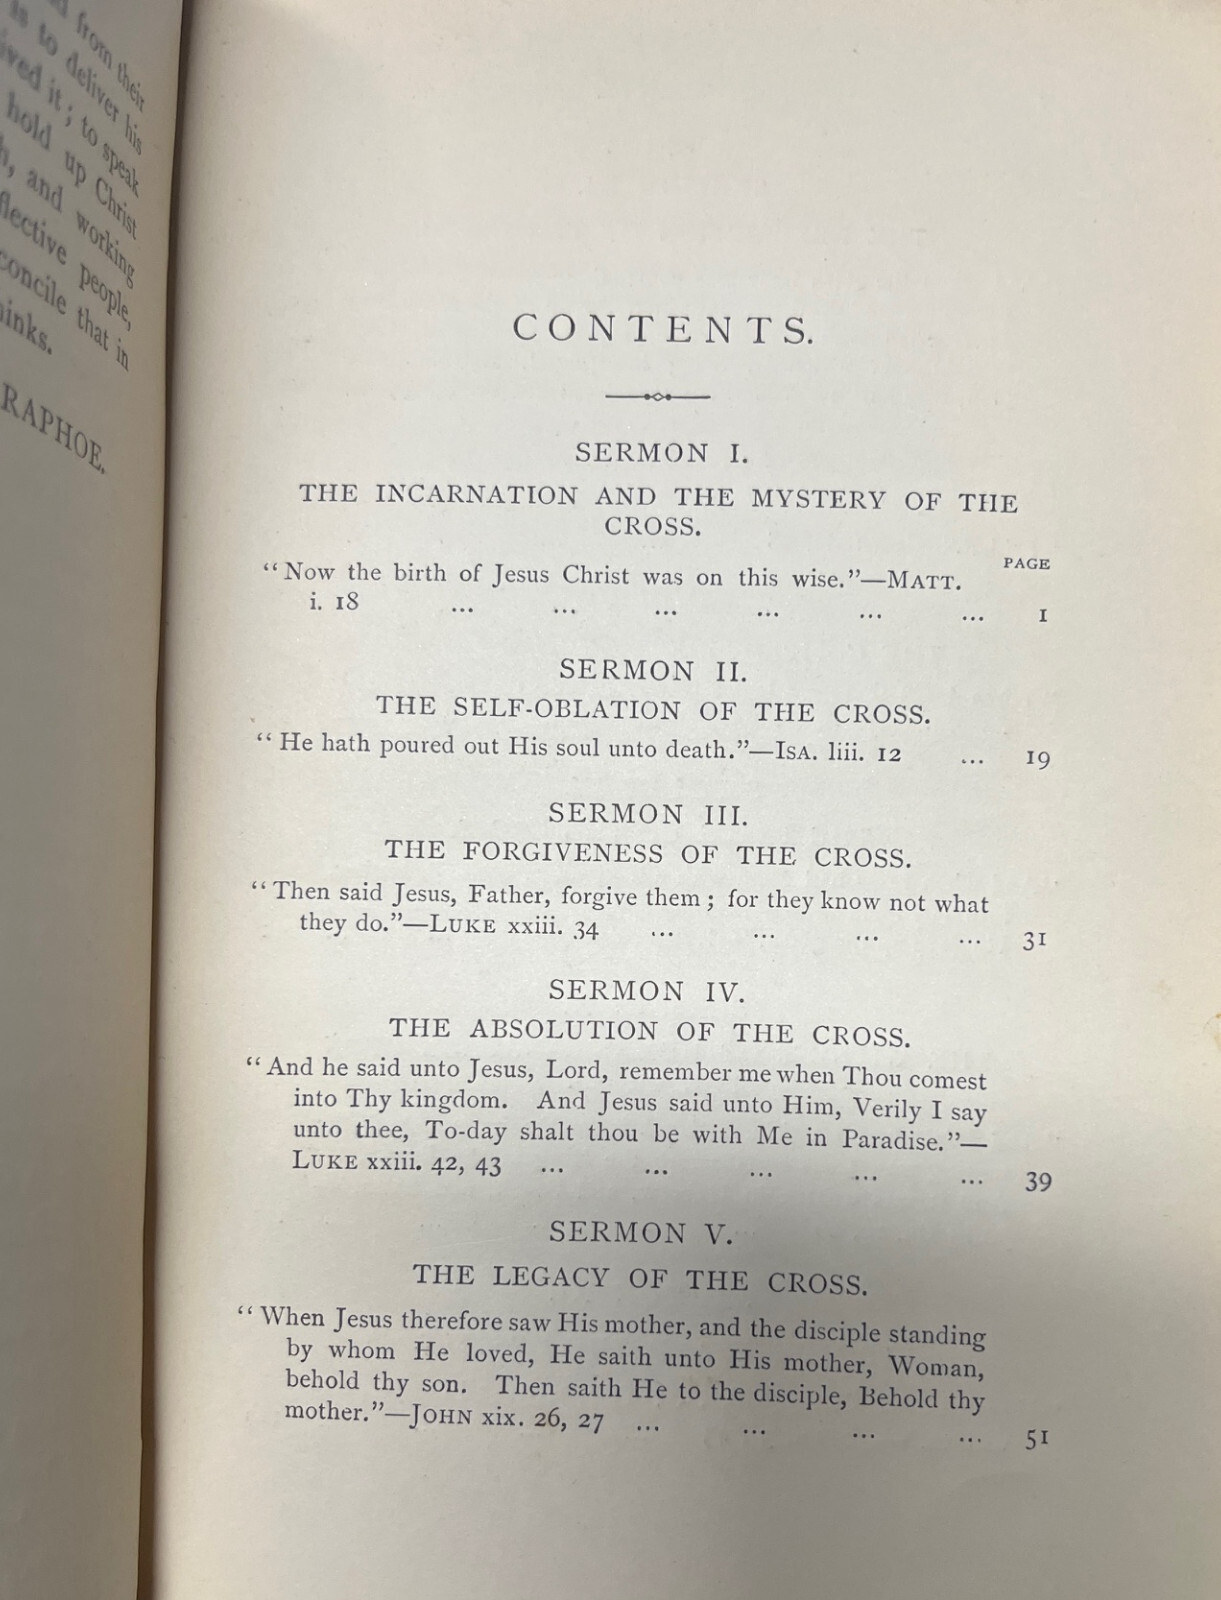 from their
is to deliver his
ived it; to speak
hold up Christ
and working
flective people,
concile that in
hinks.
RAPHOE.
CONTENTS.
SERMON I.
THE INCARNATION AND THE MYSTERY OF THE
CROSS.
PAGE
“Now the birth of Jesus Christ was on this wise.”—MATT.
i. 18 ... ... ... ... ... ... 1
SERMON II.
THE SELF-OBLATION OF THE CROSS.
“He hath poured out His soul unto death.”—ISA. liii. 12 ... 19
SERMON III.
THE FORGIVENESS OF THE CROSS.
“Then said Jesus, Father, forgive them; for they know not what
they do.”—LUKE xxiii. 34 ... ... ... ... 31
SERMON IV.
THE ABSOLUTION OF THE CROSS.
“And he said unto Jesus, Lord, remember me when Thou comest
into Thy kingdom. And Jesus said unto Him, Verily I say
unto thee, To-day shalt thou be with Me in Paradise.”—
LUKE xxiii. 42, 43 ... ... ... ... ... 39
SERMON V.
THE LEGACY OF THE CROSS.
“When Jesus therefore saw His mother, and the disciple standing
by whom He loved, He saith unto His mother, Woman,
behold thy son. Then saith He to the disciple, Behold thy
mother.”—JOHN xix. 26, 27 ... ... ... ... 51